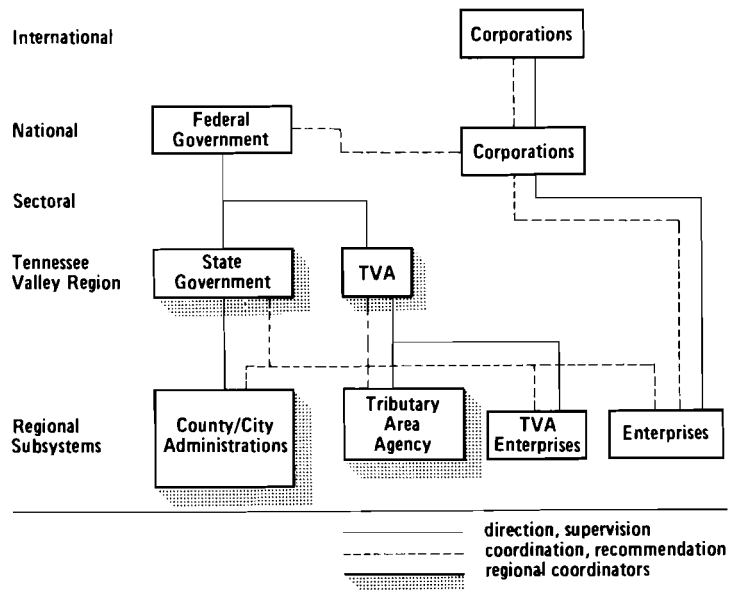 International
Corporations
National
Federal
Government
Corporations
Sectoral
Tennessee
Valley Region
State
Government
TVA
Regional
Subsystems
County/City
Administrations
Tributary
Area
Agency
TVA
Enterprises
Enterprises
direction, supervision
coordination, recommendation
regional coordinators